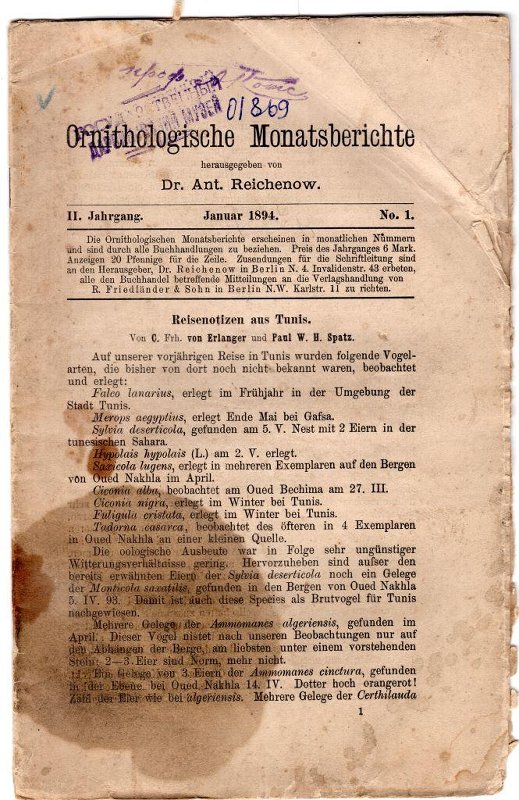 проф.
ГОСУДАРСТВЕННЫЙ
МУЗЕЙ
01869
Ornithologische Monatsberichte
herausgegeben von
Dr. Ant. Reichenow.
II. Jahrgang. Januar 1894. No. 1.
Die Ornithologischen Monatsberichte erscheinen in monatlichen Nummern
und sind durch alle Buchhandlungen zu beziehen. Preis des Jahrganges 6 Mark.
Anzeigen 20 Pfennige für die Zeile. Zusendungen für die Schriftleitung sind
an den Herausgeber, Dr. Reichenow in Berlin N. 4. Invalidenstr. 43 erbeten,
alle den Buchhandel betreffende Mitteilungen an die Verlagshandlung von
R. Friedländer & Sohn in Berlin N.W. Karlstr. 11 zu richten.
Reisenotizen aus Tunis.
Von C. Frh. von Erlanger und Paul W. H. Spatz.
Auf unserer vorjährigen Reise in Tunis wurden folgende Vogel-
arten, die bisher von dort noch nicht bekannt waren, beobachtet
und erlegt:
Falco lanarius, erlegt im Frühjahr in der Umgebung der
Stadt Tunis.
Merops aegyptius, erlegt Ende Mai bei Gafsa.
Sylvia deserticola, gefunden am 5. V. Nest mit 2 Eiern in der
tunesischen Sahara.
Hypolais hypolais (L.) am 2. V. erlegt.
Saxicola lugens, erlegt in mehreren Exemplaren auf den Bergen
von Oued Nakhla im April.
Ciconia alba, beobachtet am Oued Bechima am 27. III.
Ciconia nigra, erlegt im Winter bei Tunis.
Fuligula cristata, erlegt im Winter bei Tunis.
Tadorna casarca, beobachtet des öfteren in 4 Exemplaren
in Oued Nakhla an einer kleinen Quelle.
Die oologische Ausbeute war in Folge sehr ungünstiger
Witterungsverhältnisse gering. Hervorzuheben sind aufser den
bereits erwähnten Eiern der Sylvia deserticola noch ein Gelege
der Monticola saxatilis, gefunden in den Bergen von Oued Nakhla
5. IV. 93. Damit ist auch diese Species als Brutvogel für Tunis
nachgewiesen.
Mehrere Gelege der Ammomanes algeriensis, gefunden im
April. Dieser Vogel nistet nach unseren Beobachtungen nur auf
den Abhängen der Berge, am liebsten unter einem vorstehenden
Stein. 2—3 Eier sind Norm, mehr nicht.
Ein Gelege von 3 Eiern der Ammomanes cinctura, gefunden
in der Ebene bei Oued Nakhla 14. IV. Dotter hoch orangerot!
Zahl der Eier wie bei algeriensis. Mehrere Gelege der Certhilauda
1